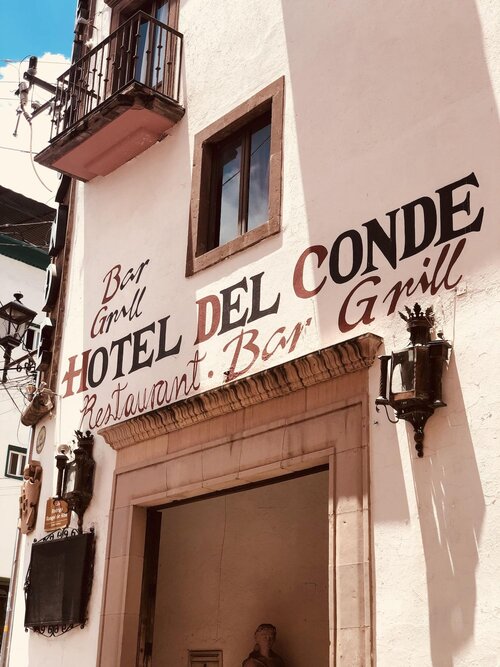 Bar
Grill
HOTEL DEL CONDE
Restaurant · Bar Grill